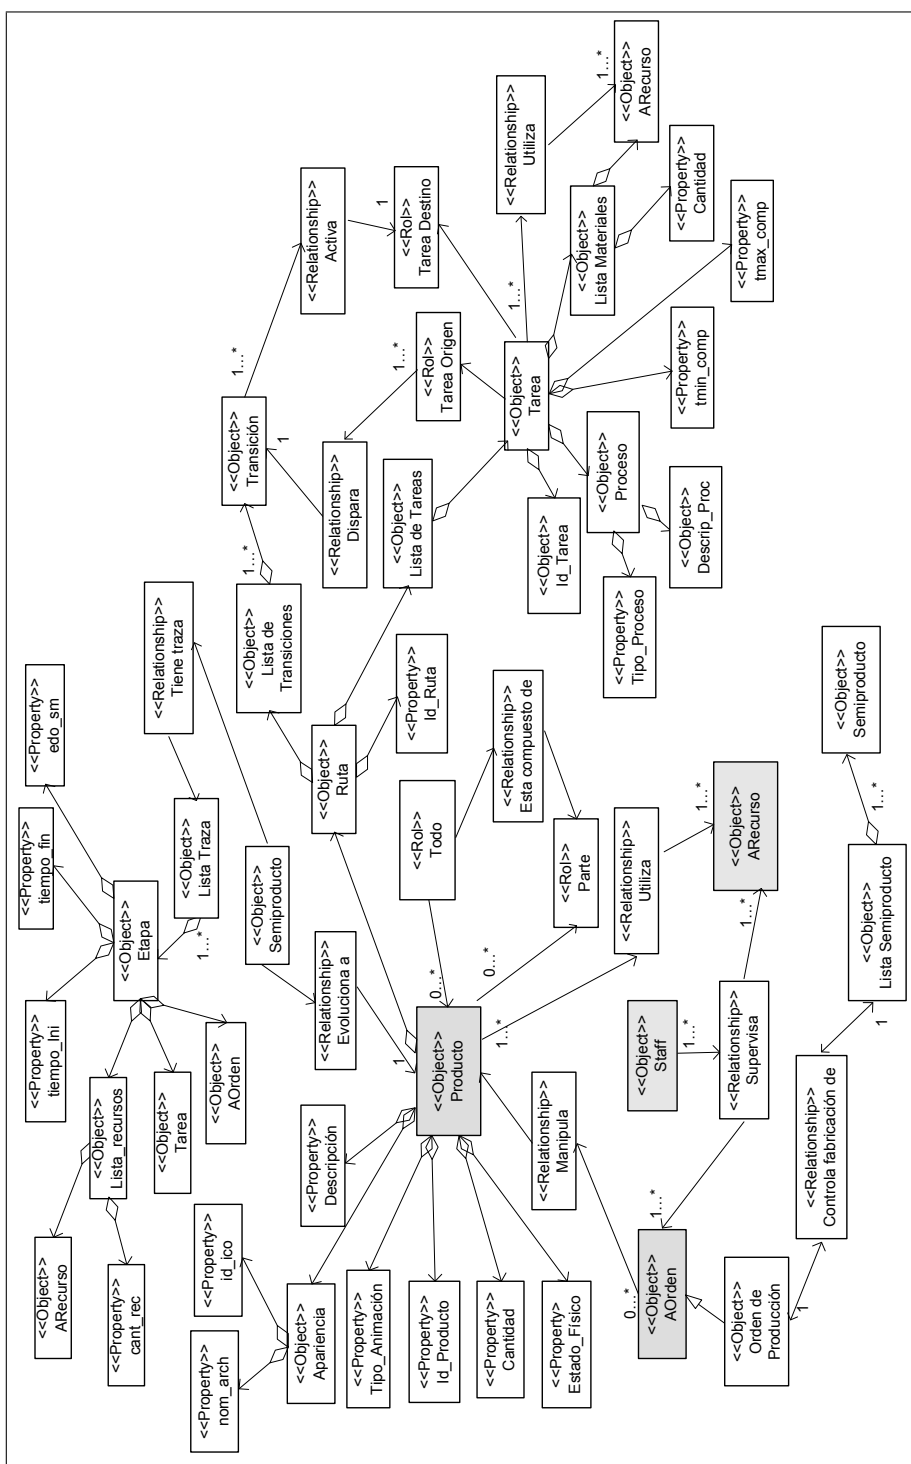 <<Property>>
nom_arch
<<Property>>
id_ico
<<Object>>
Apariencia
<<Object>>
ARecurso
<<Property>>
cant_rec
<<Object>>
Lista_recursos
<<Property>>
tiempo_Ini
<<Property>
tiempo_fin
<<Property>>
edo_sm
<<Object>>
Etapa
<<Object>>
Tarea
<<Object>>
AOrden
1...*
<<Object>>
Lista Traza
<<Relationship>>
Tiene traza
<<Object>>
Semiproducto
<<Relationship>>
Evoluciona a
<<Property>>
Descripción
<<Property>>
Tipo_Animación
<<Property>>
Id_Producto
<<Property>>
Cantidad
<<Property>
Estado_Físico
<<Object>>
Producto
1
0...*
0...*
1...*
<<Relationship>>
Manipula
0...*
<<Object>>
AOrden
1...*
<<Object>>
Orden de
Producción
1
<<Object>>
Staff
1...*
<<Relationship>>
Supervisa
1...*
<<Object>>
ARecurso
1...*
<<Relationship>>
Utiliza
<<Rol>>
Todo
<<Relationship>>
Esta compuesto de
<<Rol>>
Parte
<<Relationship>>
Controla fabricación de
1
<<Object>>
Lista Semiproducto
1...*
<<Object>>
Semiproducto
<<Object>>
Ruta
<<Property>>
Id_Ruta
<<Object>>
Lista de
Transiciones
1...*
<<Object>>
Transición
1...*
1
<<Relationship>>
Activa
1
<<Relationship>>
Dispara
1...*
<<Rol>>
Tarea Origen
<<Rol>>
Tarea Destino
<<Object>>
Lista de Tareas
<<Object>>
Tarea
1...*
<<Relationship>>
Utiliza
1...*
<<Object>>
ARecurso
<<Object>>
Lista Materiales
<<Property>>
Cantidad
<<Property>>
tmax_comp
<<Property>>
tmin_comp
<<Object>>
Id_Tarea
<<Object>>
Proceso
<<Property>>
Tipo_Proceso
<<Object>>
Descrip_Proc